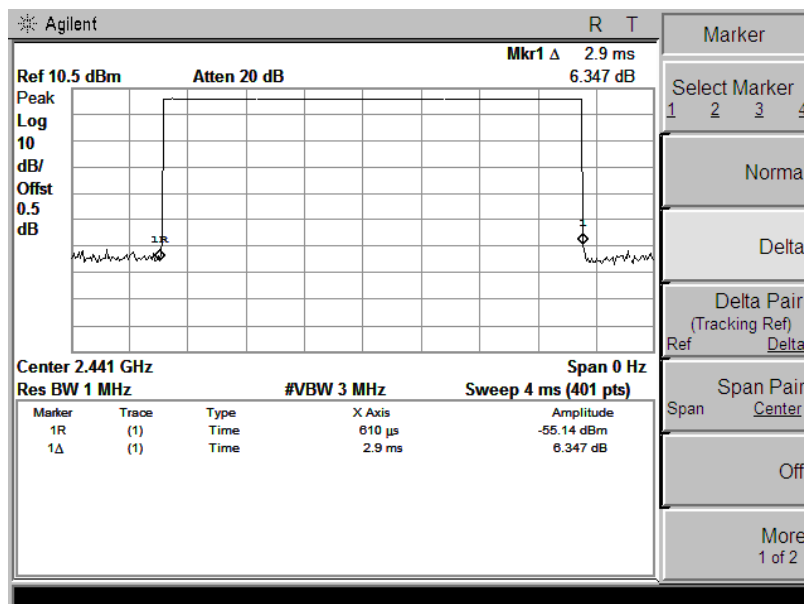 Agilent R T
Mkr1 Δ 2.9 ms
Ref 10.5 dBm Atten 20 dB 6.347 dB
Peak
Log
10
dB/
Offst
0.5
dB
1R
1
Center 2.441 GHz Span 0 Hz
Res BW 1 MHz #VBW 3 MHz Sweep 4 ms (401 pts)
Marker Trace Type X Axis Amplitude
1R (1) Time 610 µs -55.14 dBm
1Δ (1) Time 2.9 ms 6.347 dB
Marker
Select Marker
1 2 3 4
Norma
Delta
Delta Pair
(Tracking Ref)
Ref Delta
Span Pair
Span Center
Off
More
1 of 2